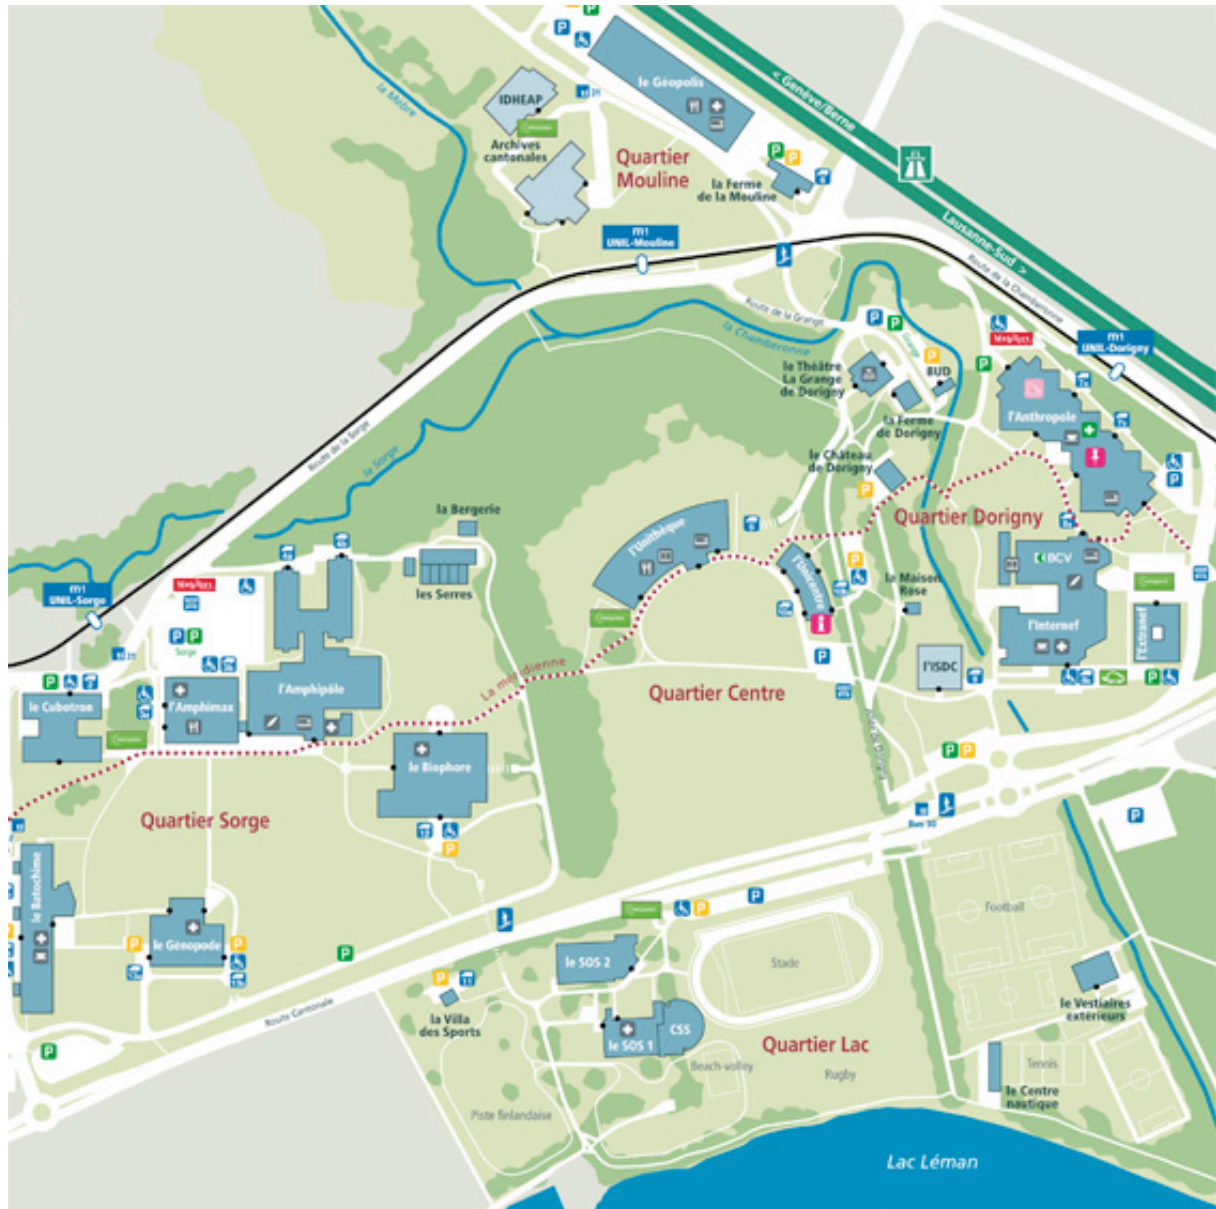 la Mèbre
IDHEAP
21
Archives
cantonales
le Géopolis
Quartier
Mouline
la Ferme
de la Mouline
< Genève/Berne
Lausanne-Sud >
Route de la Chamberonne
m1
UNIL-Mouline
Route de la Grange
la Chamberonne
Grange
le Théâtre
La Grange
de Dorigny
BUD
la Ferme
de Dorigny
m1
UNIL-Dorigny
l'Anthropole
Route de la Sorge
la Sorge
le Château
de Dorigny
Quartier Dorigny
la Bergerie
les Serres
l'Unithèque
l'Unicentre
la Maison
Rose
BCV
l'Internef
l'Extranef
l'ISDC
m1
UNIL-Sorge
21
Sorge
le Cubotron
l'Amphimax
l'Amphipôle
La méridienne
Quartier Centre
le Biophore
Quartier Sorge
le Batochime
le Génopode
Bus 30
Football
Stade
le SOS 2
le SOS 1
CSS
la Villa
des Sports
Route Cantonale
Quartier Lac
Beach-volley
Rugby
Tennis
le Vestiaires
extérieurs
le Centre
nautique
Piste finlandaise
Lac Léman